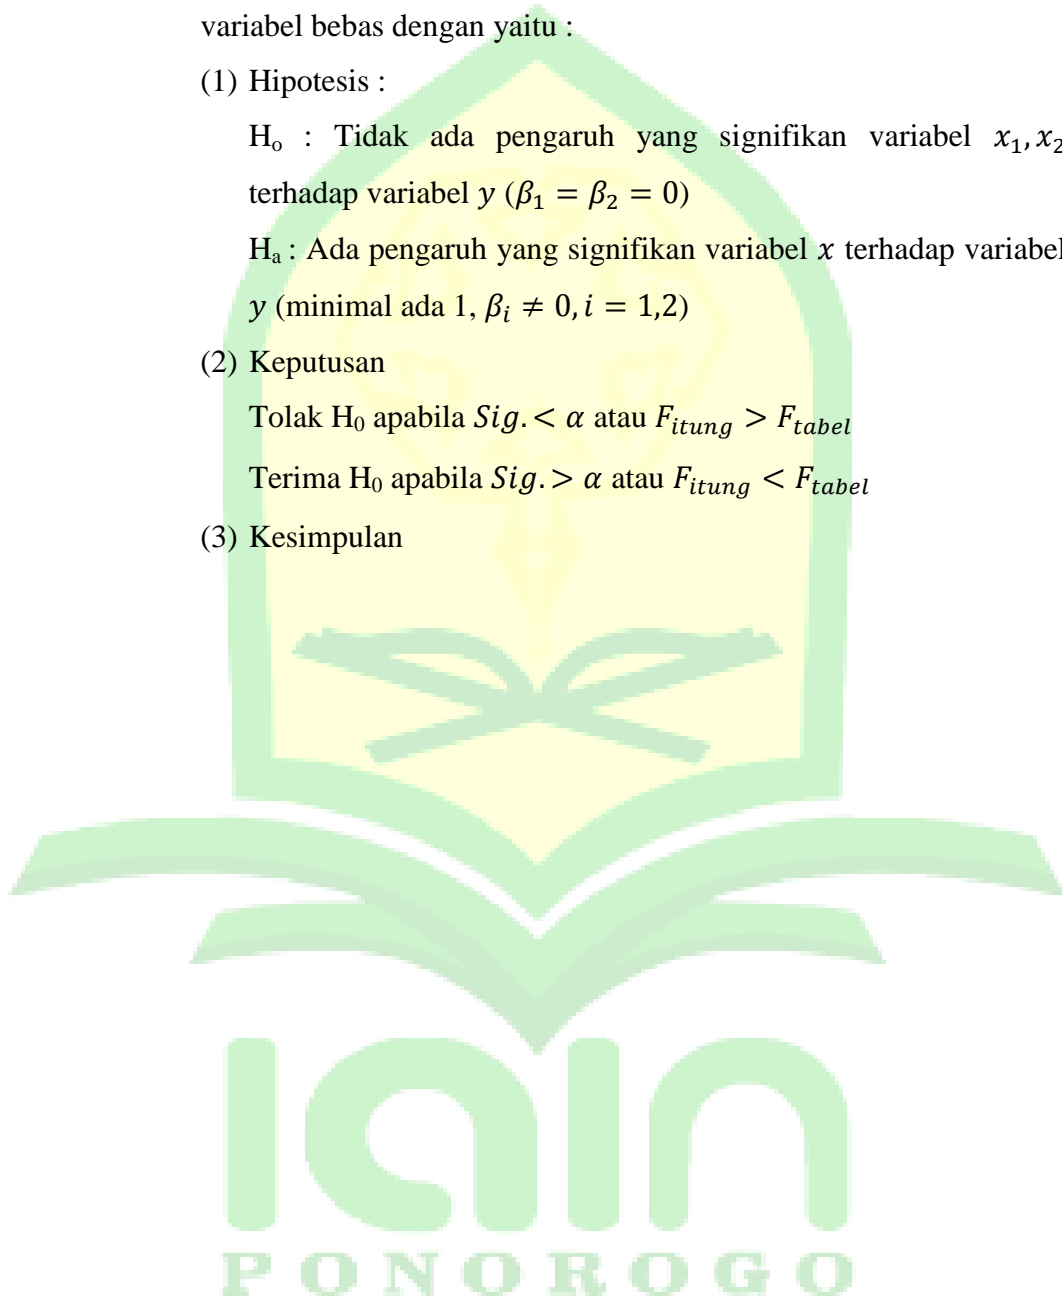 variabel bebas dengan yaitu :
(1) Hipotesis :
H₀ : Tidak ada pengaruh yang signifikan variabel x₁, x₂
terhadap variabel y (β₁ = β₂ = 0)
Hₐ : Ada pengaruh yang signifikan variabel x terhadap variabel
y (minimal ada 1, βᵢ ≠ 0, i = 1,2)
(2) Keputusan
Tolak H₀ apabila Sig. < α atau F_itung > F_tabel
Terima H₀ apabila Sig. > α atau F_itung < F_tabel
(3) Kesimpulan
iain
PONOROGO